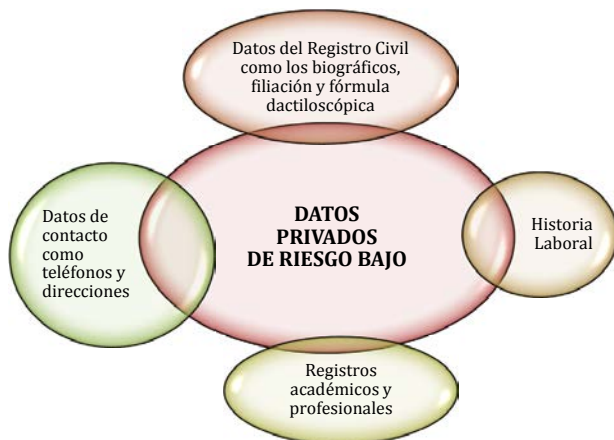 Datos del Registro Civil
como los biográficos,
filiación y fórmula
dactiloscópica
Datos de
contacto
como
teléfonos y
direcciones
DATOS
PRIVADOS
DE RIESGO BAJO
Historia
Laboral
Registros
académicos y
profesionales